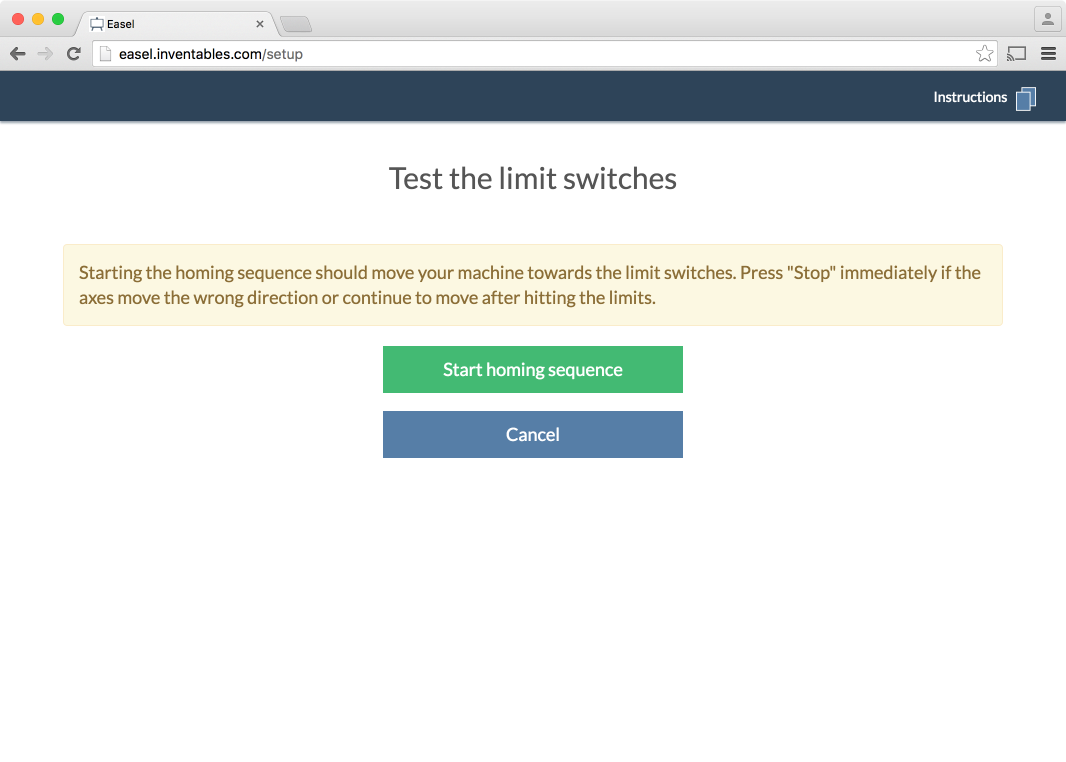 Easel
easel.inventables.com/setup
Instructions
Test the limit switches
Starting the homing sequence should move your machine towards the limit switches. Press "Stop" immediately if the
axes move the wrong direction or continue to move after hitting the limits.
Start homing sequence
Cancel